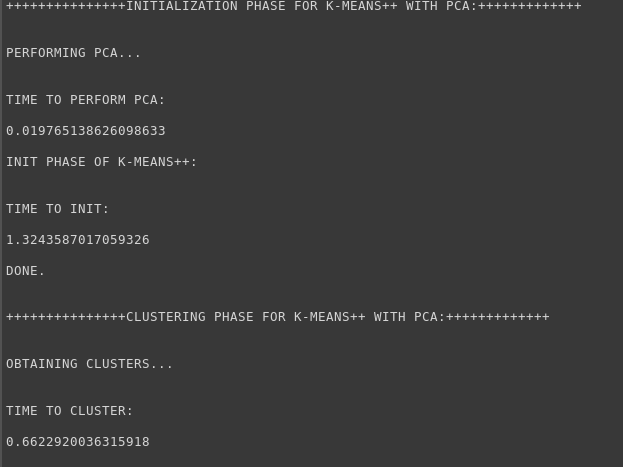 +++++++++++++++INITIALIZATION PHASE FOR K-MEANS++ WITH PCA:+++++++++++++
PERFORMING PCA...
TIME TO PERFORM PCA:
0.019765138626098633
INIT PHASE OF K-MEANS++:
TIME TO INIT:
1.3243587017059326
DONE.
+++++++++++++++CLUSTERING PHASE FOR K-MEANS++ WITH PCA:+++++++++++++
OBTAINING CLUSTERS...
TIME TO CLUSTER:
0.6622920036315918